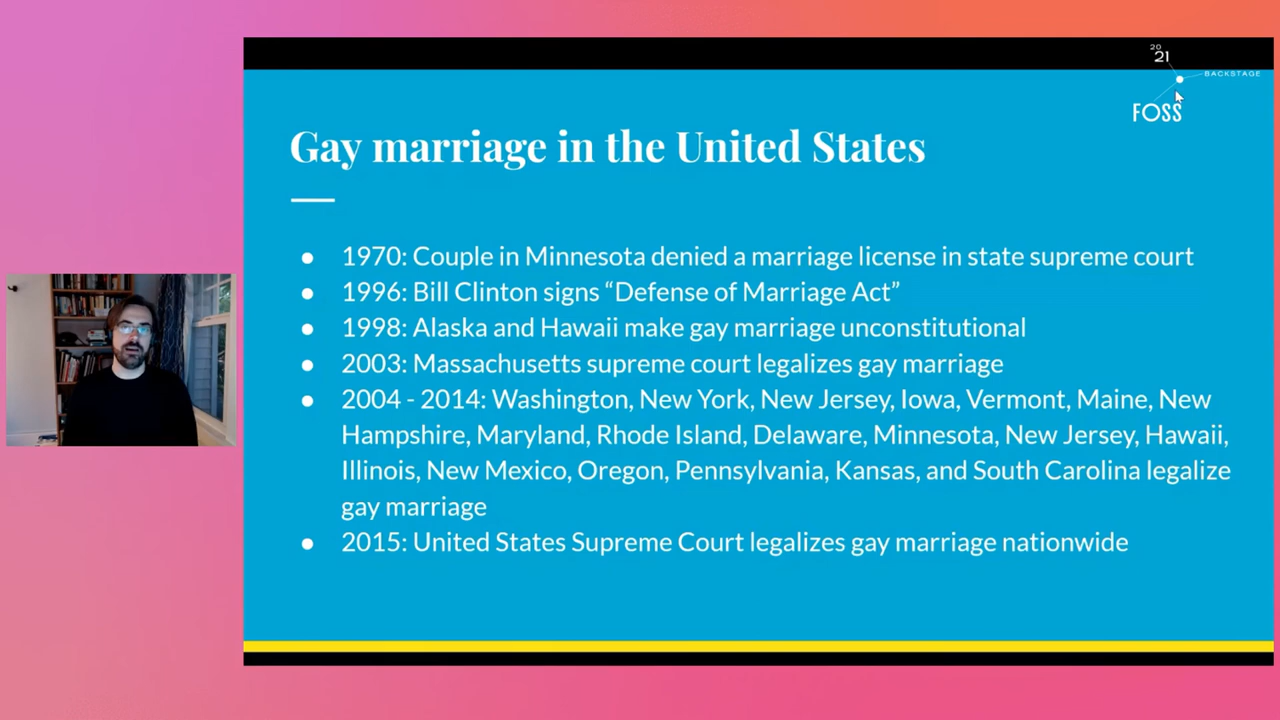 20
21
BACKSTAGE
FOSS
Gay marriage in the United States
● 1970: Couple in Minnesota denied a marriage license in state supreme court
● 1996: Bill Clinton signs “Defense of Marriage Act”
● 1998: Alaska and Hawaii make gay marriage unconstitutional
● 2003: Massachusetts supreme court legalizes gay marriage
● 2004 - 2014: Washington, New York, New Jersey, Iowa, Vermont, Maine, New
Hampshire, Maryland, Rhode Island, Delaware, Minnesota, New Jersey, Hawaii,
Illinois, New Mexico, Oregon, Pennsylvania, Kansas, and South Carolina legalize
gay marriage
● 2015: United States Supreme Court legalizes gay marriage nationwide